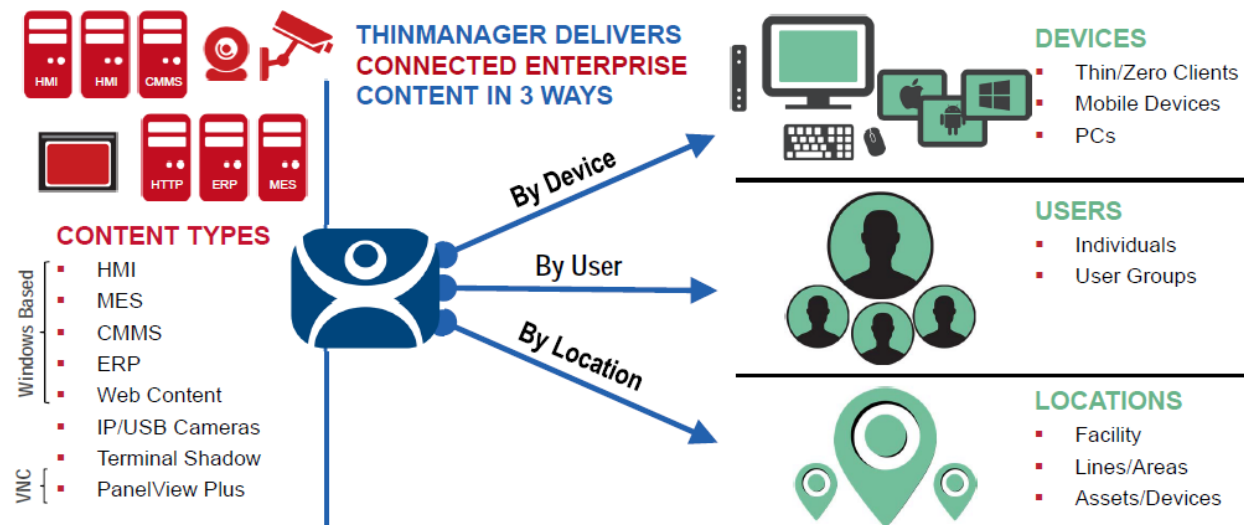 HMI
HMI
CMMS
HTTP
ERP
MES
THINMANAGER DELIVERS
CONNECTED ENTERPRISE
CONTENT IN 3 WAYS
CONTENT TYPES
Windows Based
▪ HMI
▪ MES
▪ CMMS
▪ ERP
▪ Web Content
▪ IP/USB Cameras
▪ Terminal Shadow
VNC
▪ PanelView Plus
By Device
By User
By Location
DEVICES
▪ Thin/Zero Clients
▪ Mobile Devices
▪ PCs
USERS
▪ Individuals
▪ User Groups
LOCATIONS
▪ Facility
▪ Lines/Areas
▪ Assets/Devices